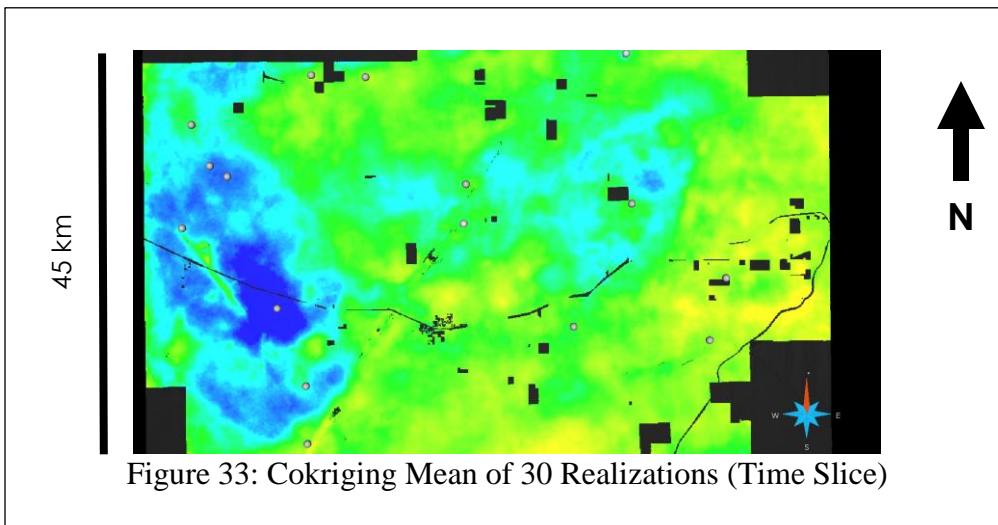 45 km
N
W E
S
Figure 33: Cokriging Mean of 30 Realizations (Time Slice)